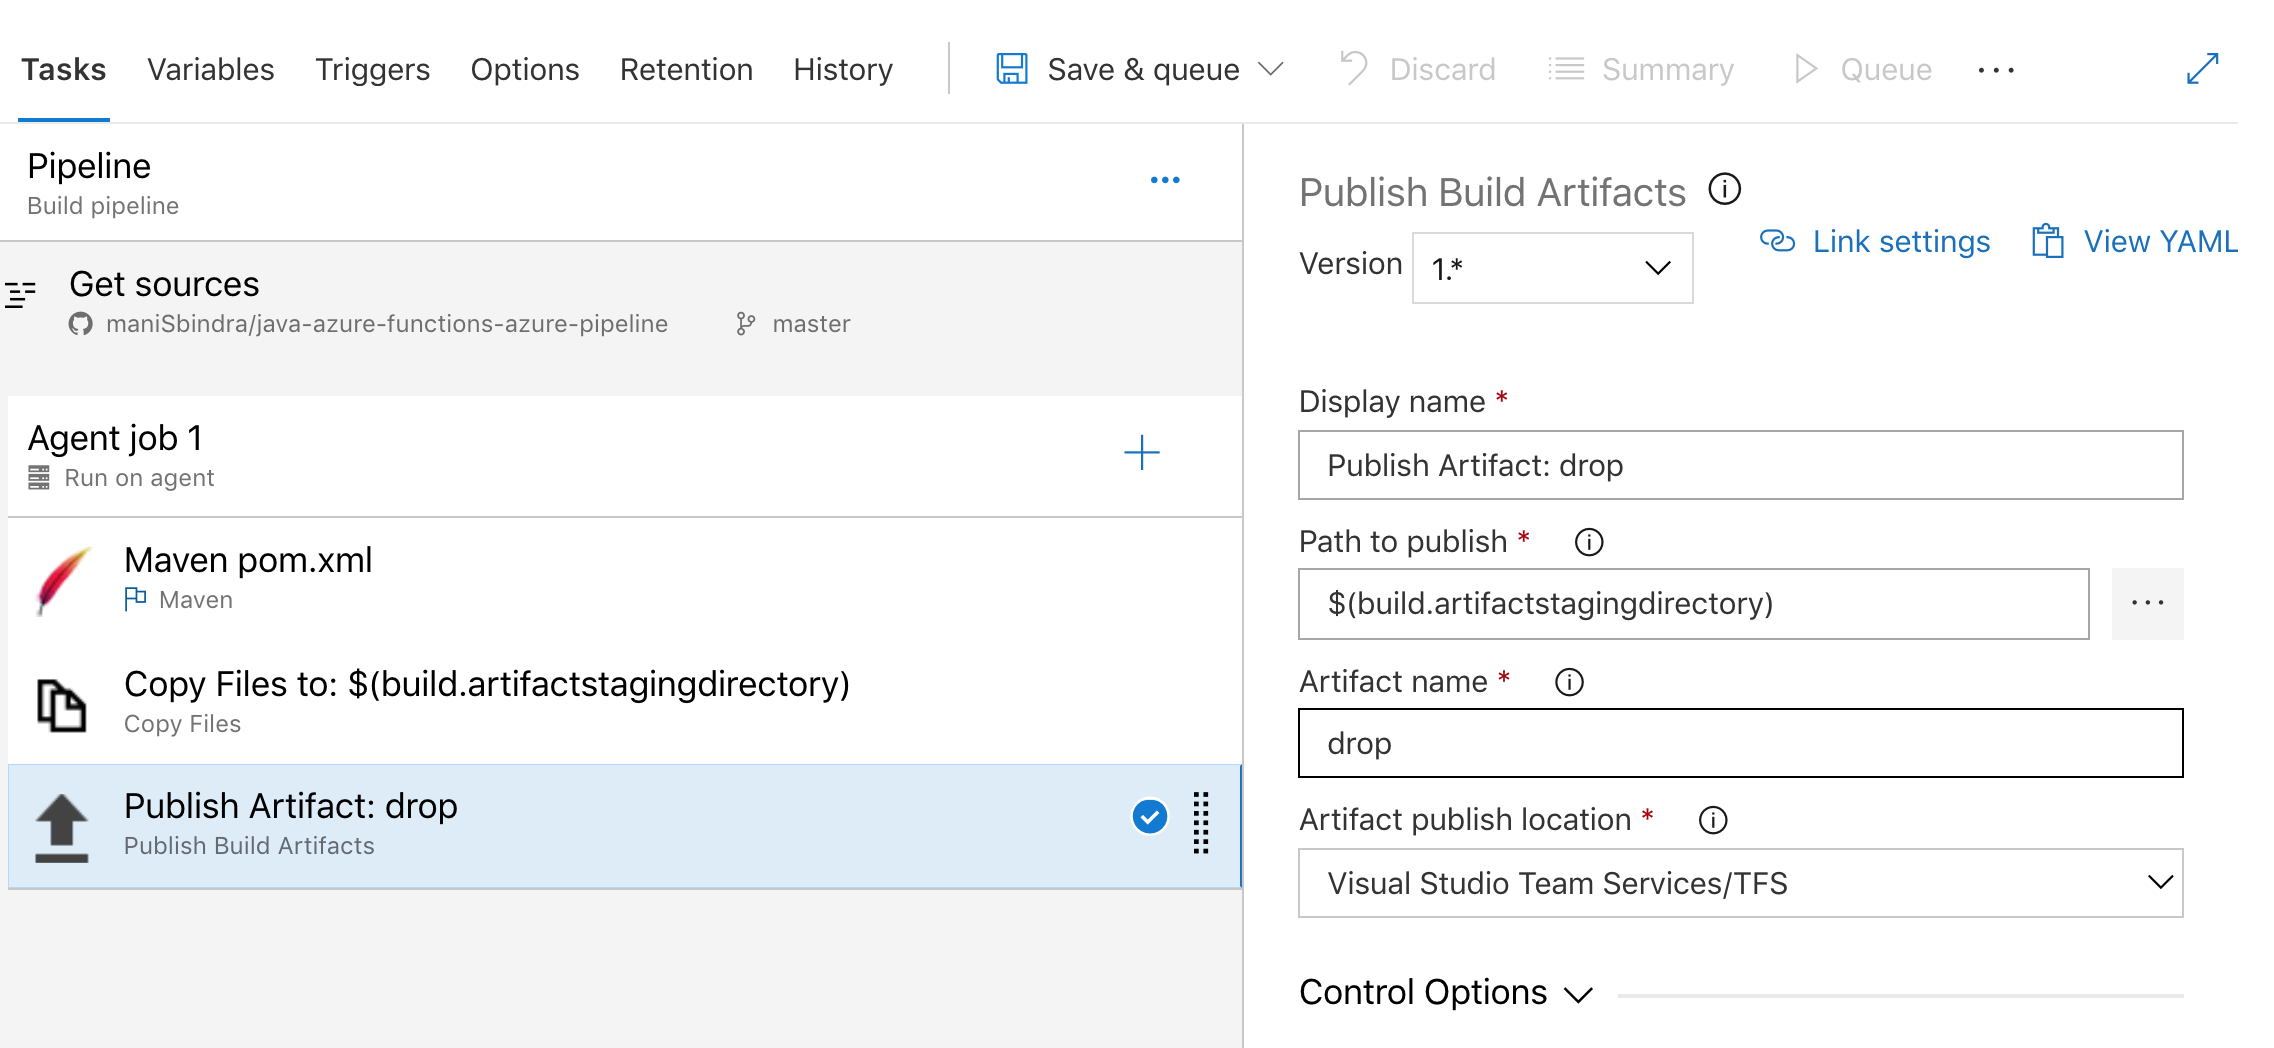 Tasks Variables Triggers Options Retention History Save & queue Discard Summary Queue ...
Pipeline
Build pipeline
...
Get sources
maniSbindra/java-azure-functions-azure-pipeline master
Agent job 1
Run on agent
Maven pom.xml
Maven
Copy Files to: $(build.artifactstagingdirectory)
Copy Files
Publish Artifact: drop
Publish Build Artifacts
Publish Build Artifacts
Link settings View YAML
Version 1.*
Display name *
Publish Artifact: drop
Path to publish *
$(build.artifactstagingdirectory) ...
Artifact name *
drop
Artifact publish location *
Visual Studio Team Services/TFS
Control Options